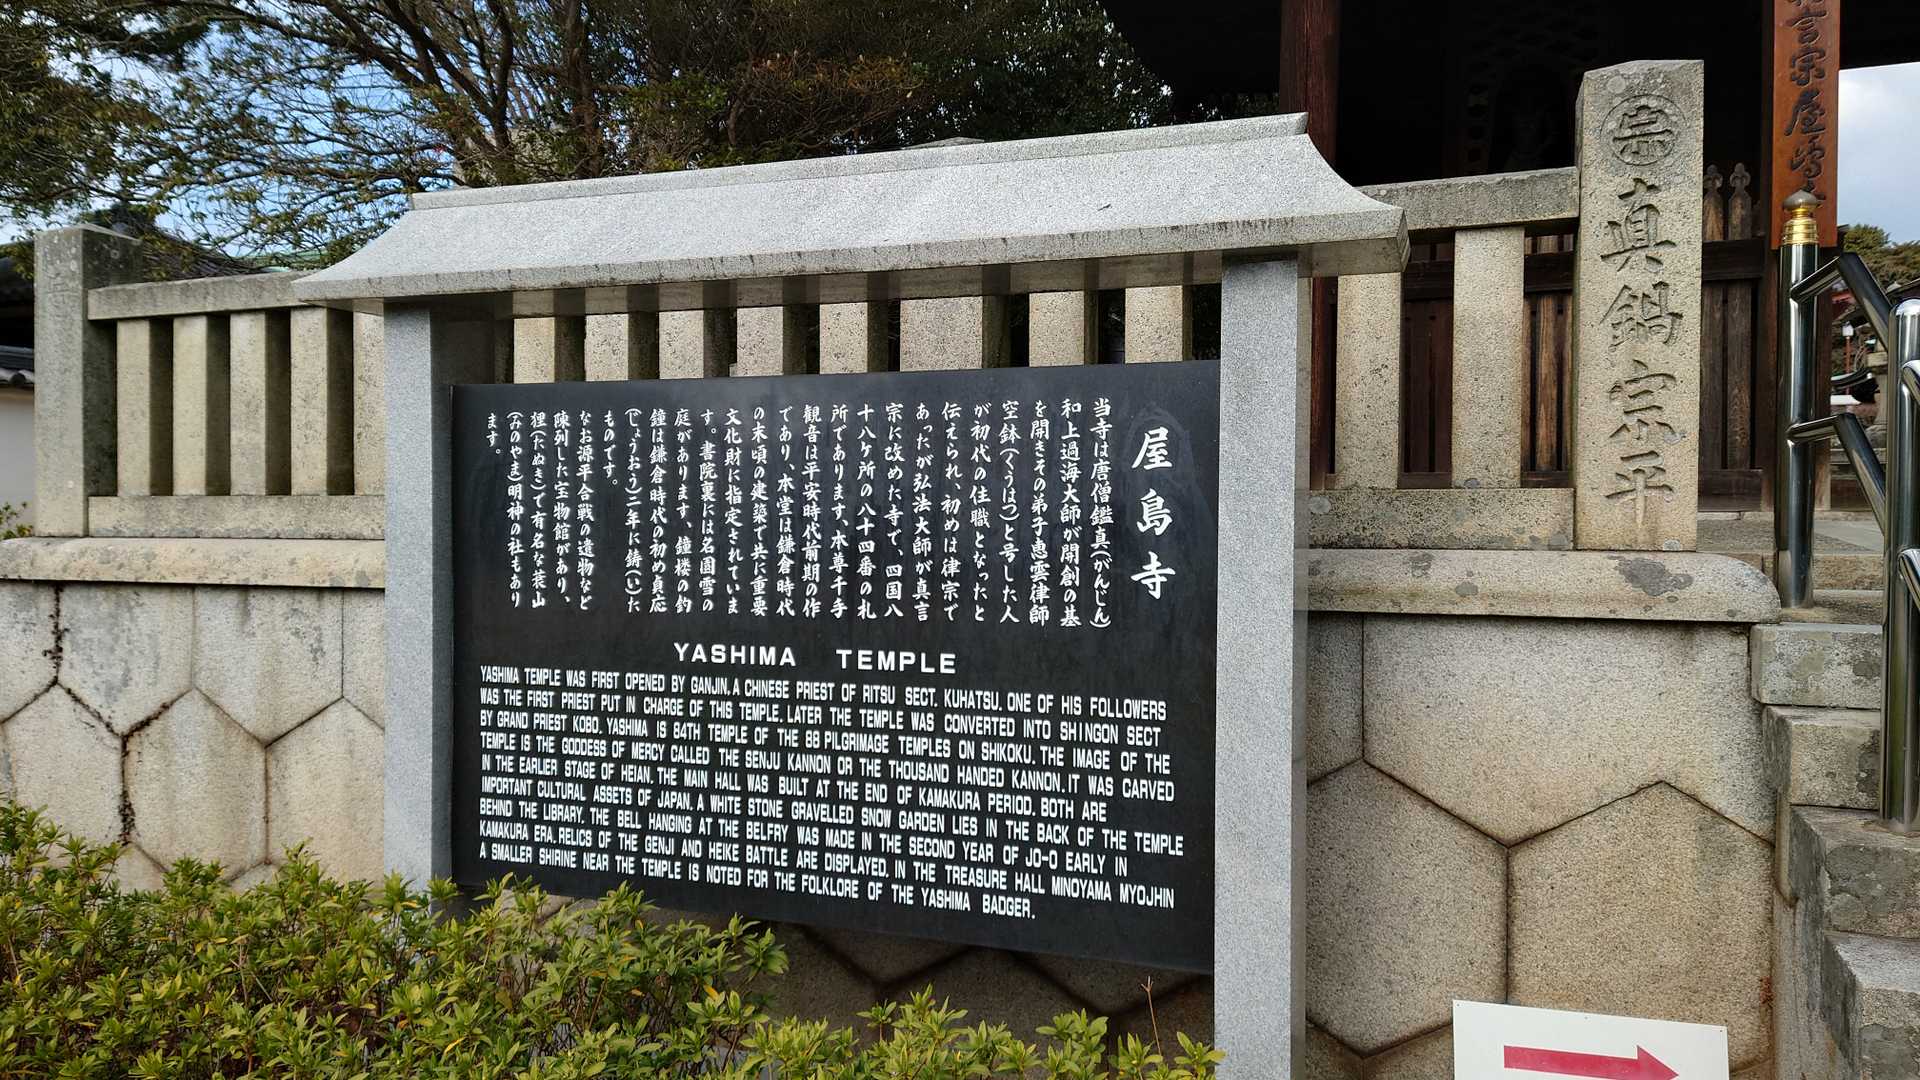 屋島寺
当寺は唐僧鑑真(がんじん)
和上過海大師が開創の基
を開きその弟子恵雲律師
空鉢(くうはつ)と号した人
が初代の住職となったと
伝えられ、初めは律宗で
あったが弘法大師が真言
宗に改めた寺で、四国八
十八ヶ所の八十四番の札
所であります、本尊千手
観音は平安時代前期の作
であり、本堂は鎌倉時代
の末頃の建築で共に重要
文化財に指定されていま
す。書院裏には名園雪の
庭があります、鐘楼の釣
鐘は鎌倉時代の初め貞応
(じょうおう)二年に鋳(い)た
ものです。
なお源平合戦の遺物など
陳列した宝物館があり、
狸(たぬき)で有名な蓑山
(みのやま)明神の社もあり
ます。
YASHIMA TEMPLE
YASHIMA TEMPLE WAS FIRST OPENED BY GANJIN. A CHINESE PRIEST OF RITSU SECT. KUHATSU. ONE OF HIS FOLLOWERS
WAS THE FIRST PRIEST PUT IN CHARGE OF THIS TEMPLE. LATER THE TEMPLE WAS CONVERTED INTO SHINGON SECT
BY GRAND PRIEST KOBO. YASHIMA IS 84TH TEMPLE OF THE 88 PILGRIMAGE TEMPLES ON SHIKOKU. THE IMAGE OF THE
TEMPLE IS THE GODDESS OF MERCY CALLED THE SENJU KANNON OR THE THOUSAND HANDED KANNON. IT WAS CARVED
IN THE EARLIER STAGE OF HEIAN. THE MAIN HALL WAS BUILT AT THE END OF KAMAKURA PERIOD. BOTH ARE
IMPORTANT CULTURAL ASSETS OF JAPAN. A WHITE STONE GRAVELLED SNOW GARDEN LIES IN THE BACK OF THE TEMPLE
BEHIND THE LIBRARY. THE BELL HANGING AT THE BELFRY WAS MADE IN THE SECOND YEAR OF JO-O EARLY IN
KAMAKURA ERA. RELICS OF THE GENJI AND HEIKE BATTLE ARE DISPLAYED. IN THE TREASURE HALL MINOYAMA MYOJHIN
A SMALLER SHIRINE NEAR THE TEMPLE IS NOTED FOR THE FOLKLORE OF THE YASHIMA BADGER.
宗 真鍋宗平
言宗屋嶋